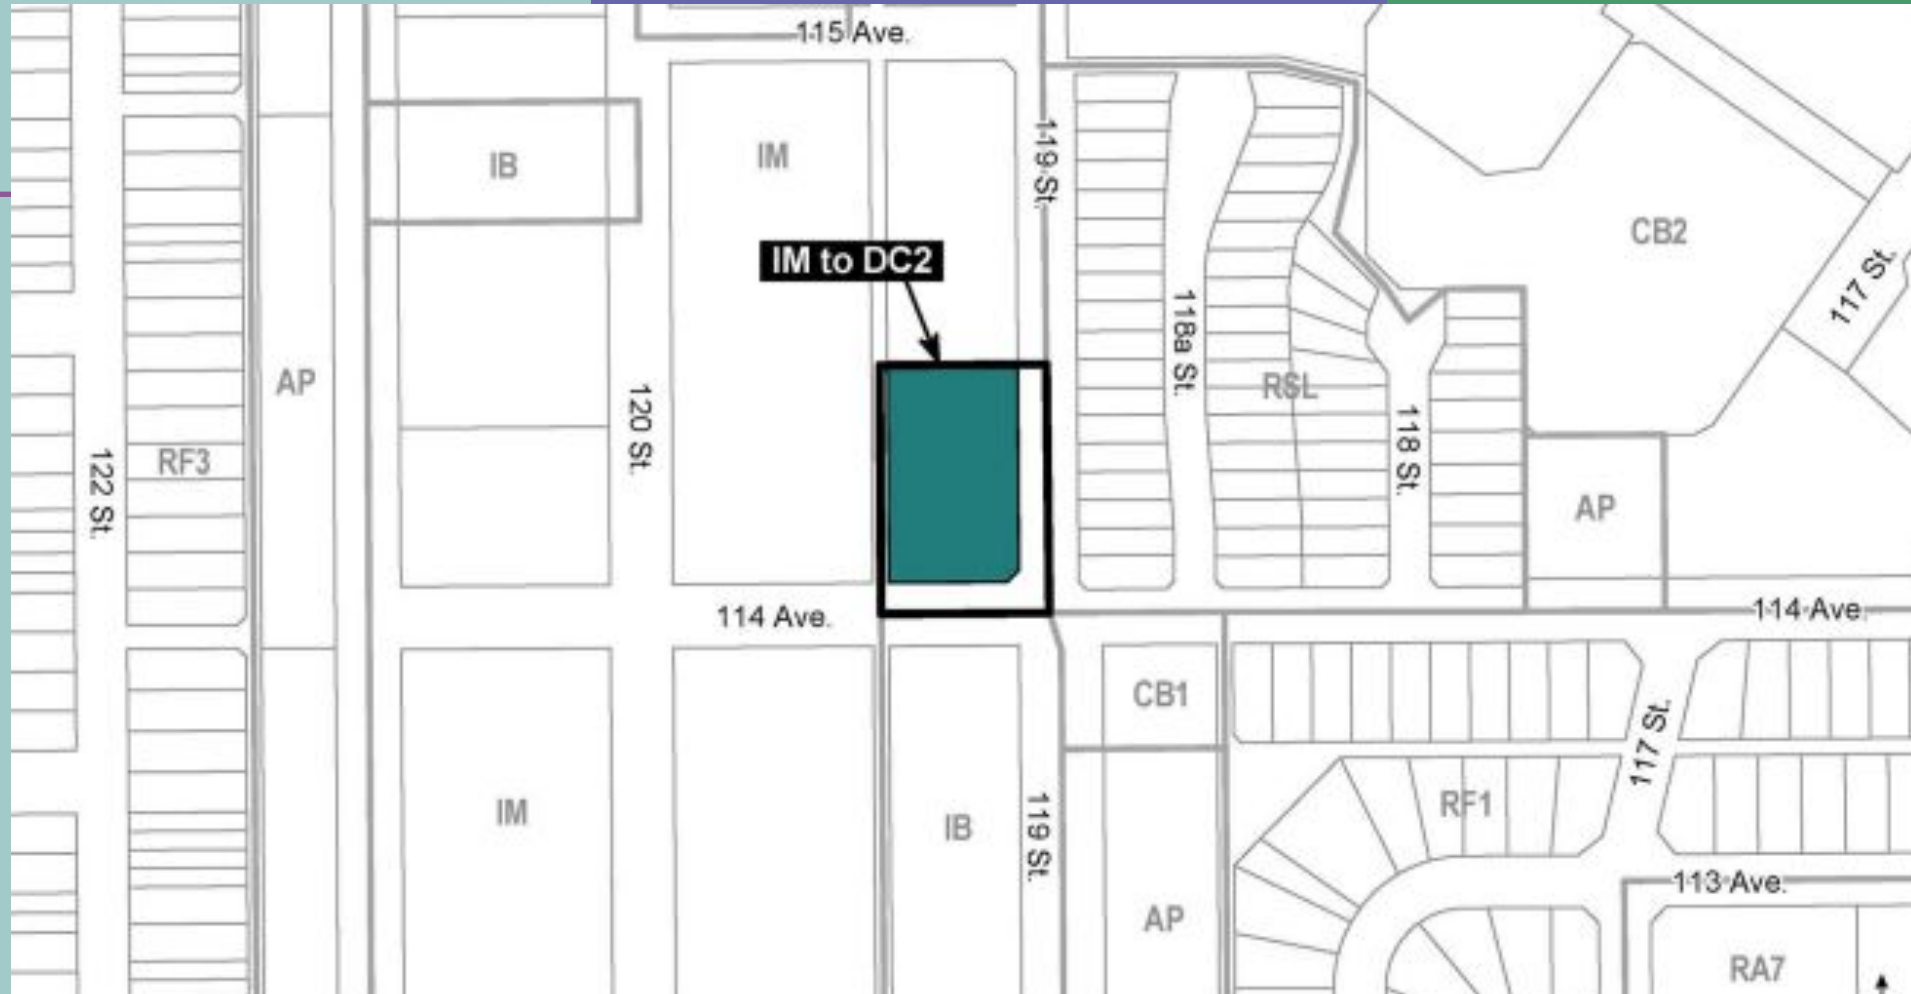 115 Ave.
IB
IM
119 St.
CB2
IM to DC2
117 St.
118a St.
AP
RSL
120 St.
118 St.
RF3
122 St.
AP
114 Ave.
114 Ave.
CB1
117 St.
IM
IB
119 St.
RF1
113 Ave.
AP
RA7